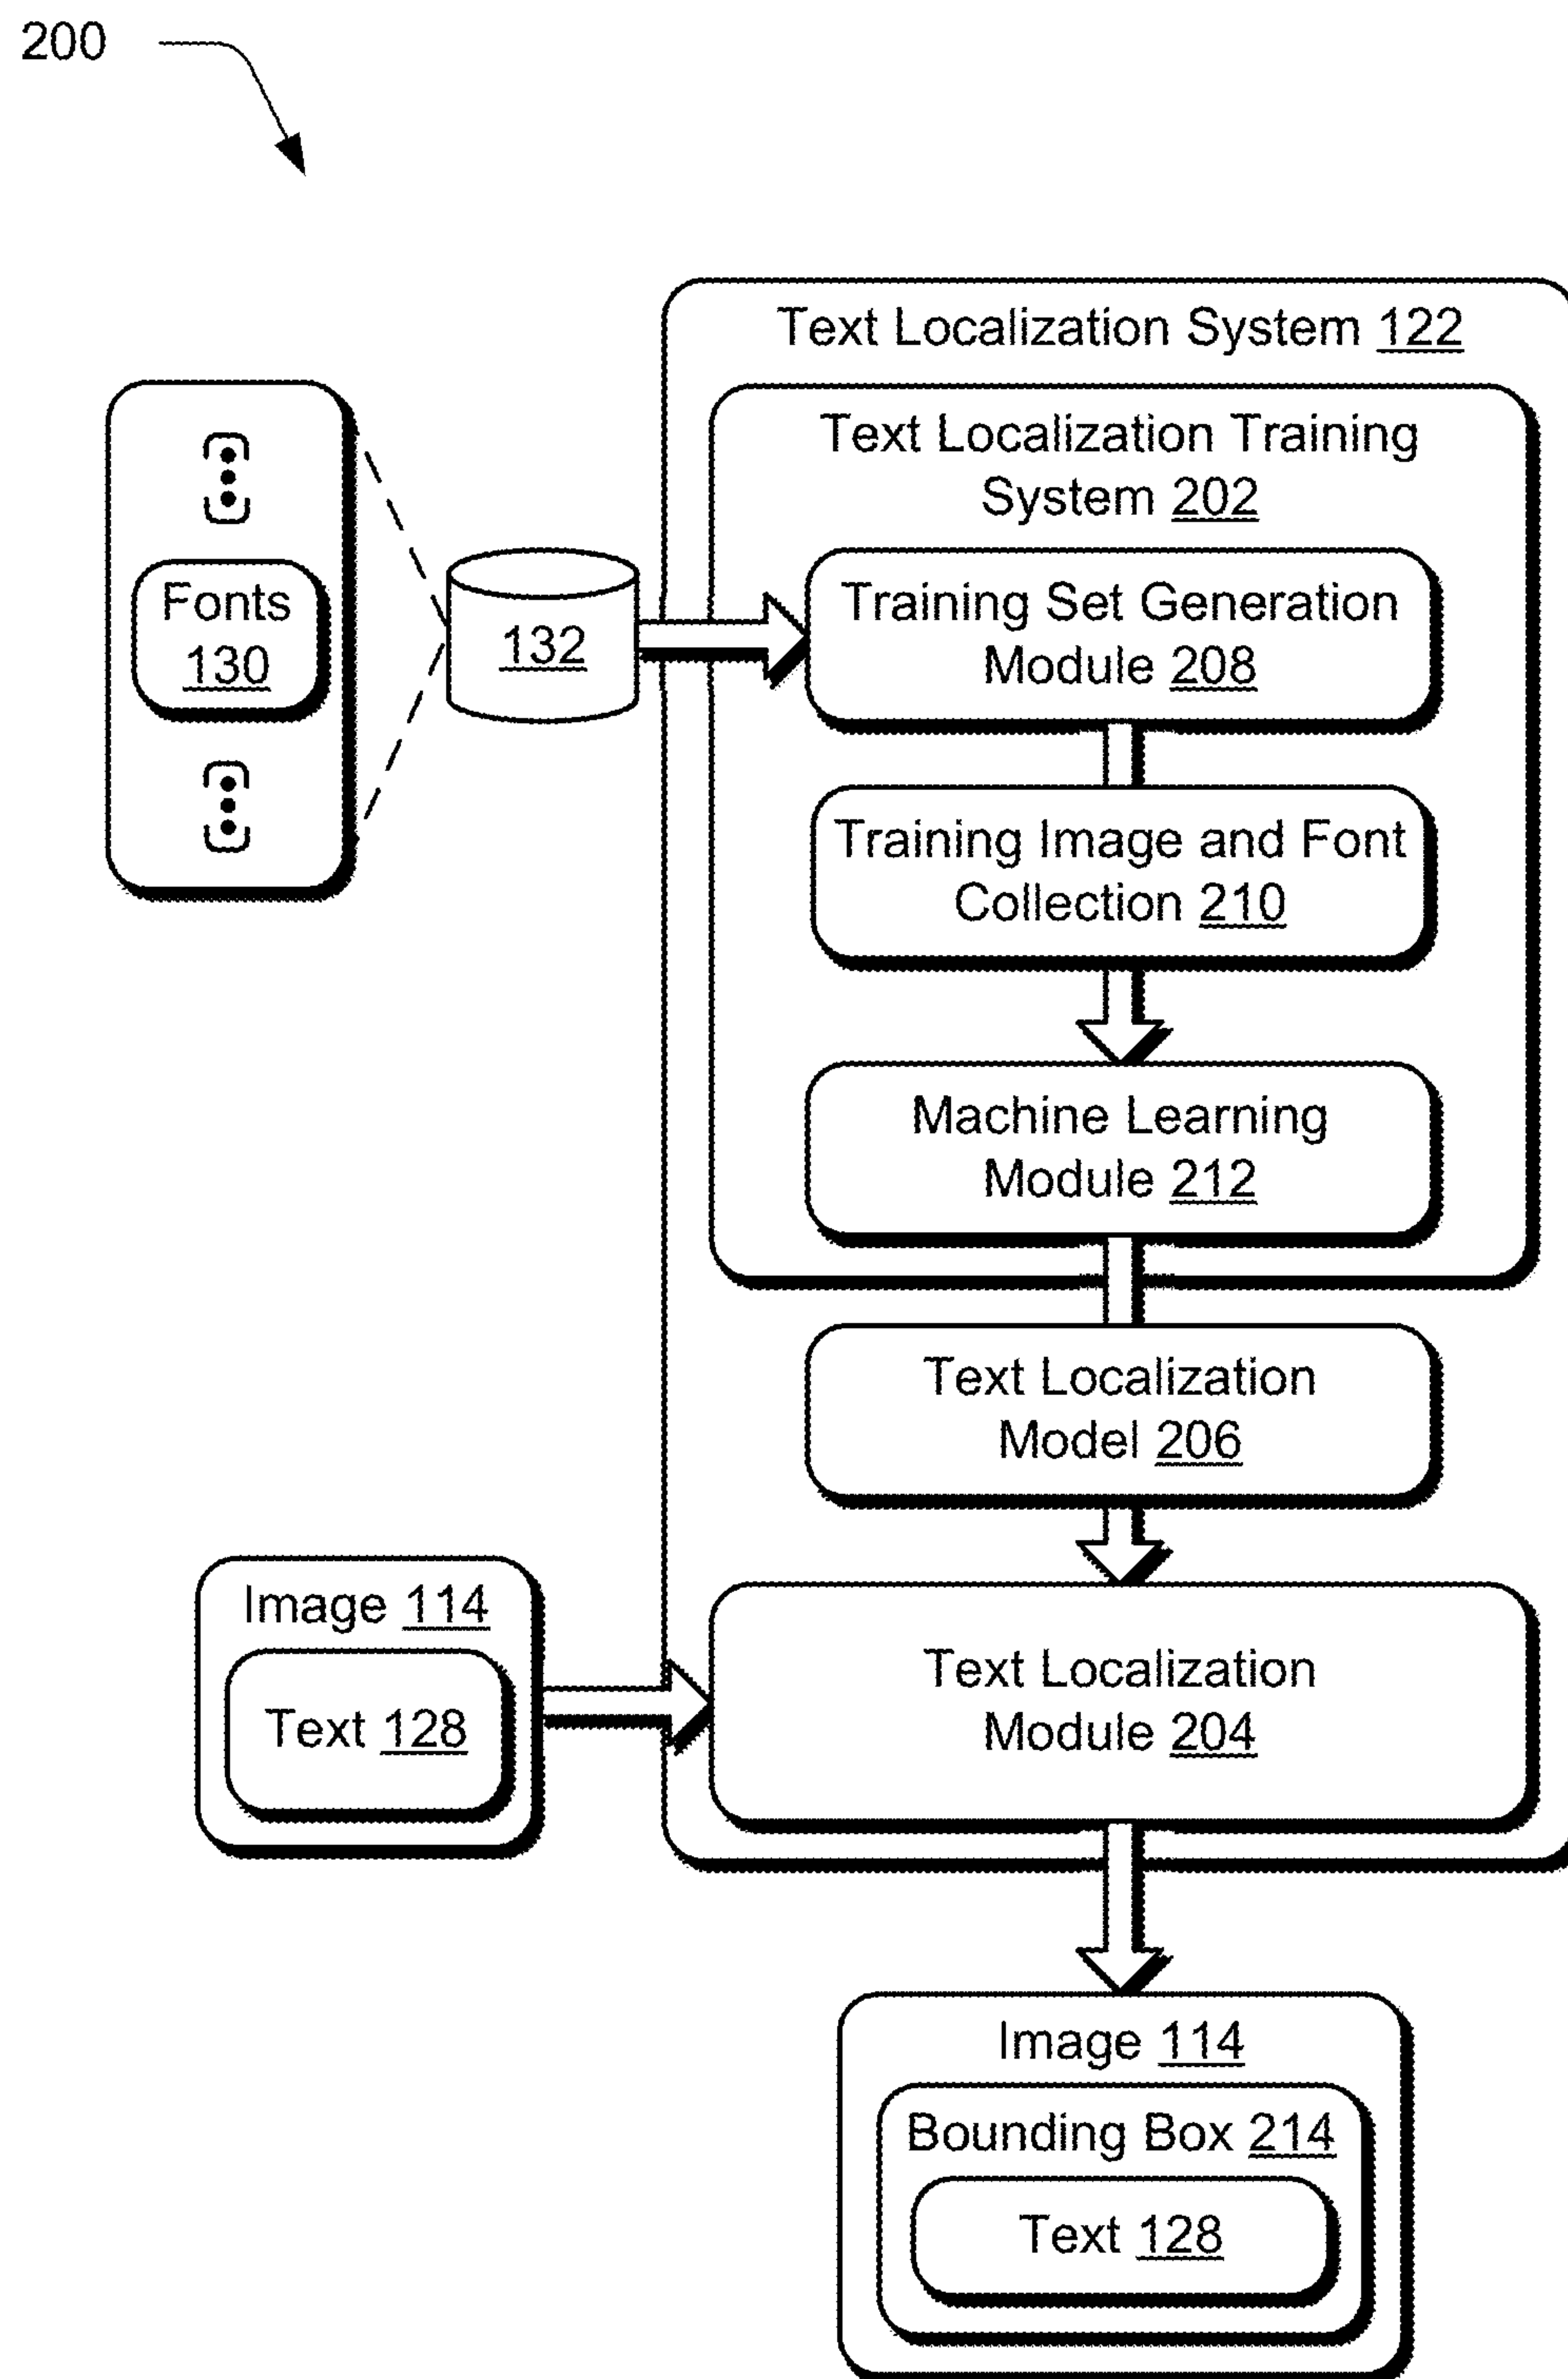 200
Text Localization System 122
Text Localization Training
System 202
Fonts
130
132
Training Set Generation
Module 208
Training Image and Font
Collection 210
Machine Learning
Module 212
Text Localization
Model 206
Image 114
Text 128
Text Localization
Module 204
Image 114
Bounding Box 214
Text 128